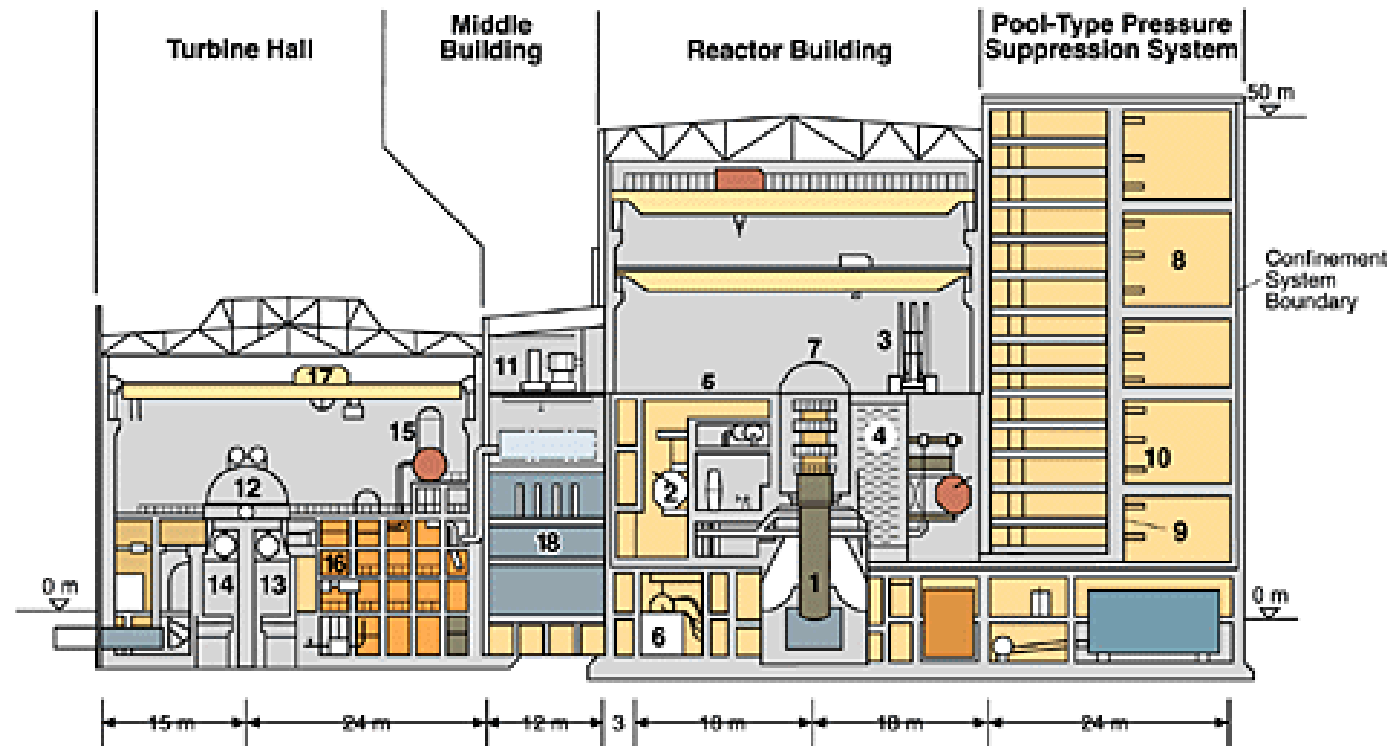 Turbine Hall
Middle
Building
Reactor Building
Pool-Type Pressure
Suppression System
50 m
8
Confinement
System
Boundary
3
7
11
5
17
15
4
10
12
2
9
18
16
14
13
1
0 m
0 m
6
15 m
24 m
12 m
3
24 m